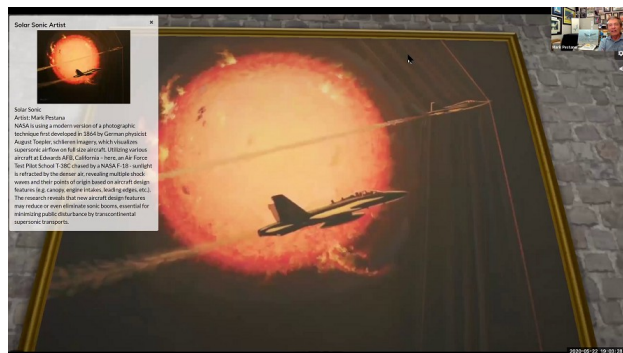 Solar Sonic Artist
×
Solar Sonic
Artist: Mark Pestana
NASA is using a modern version of a photographic
technique first developed in 1864 by German physicist
August Toepler, schlieren imagery, which visualizes
supersonic airflow on full size aircraft. Utilizing various
aircraft at Edwards AFB, California – here, an Air Force
Test Pilot School T-38C chased by a NASA F-18 - sunlight
is refracted by the denser air, revealing multiple shock
waves and their points of origin based on aircraft design
features (e.g. canopy, engine intakes, leading edges, etc.).
The research reveals that new aircraft design features
may reduce or even eliminate sonic booms, essential for
minimizing public disturbance by transcontinental
supersonic transports.
Mark Pestana
2020-05-22 19:03:38